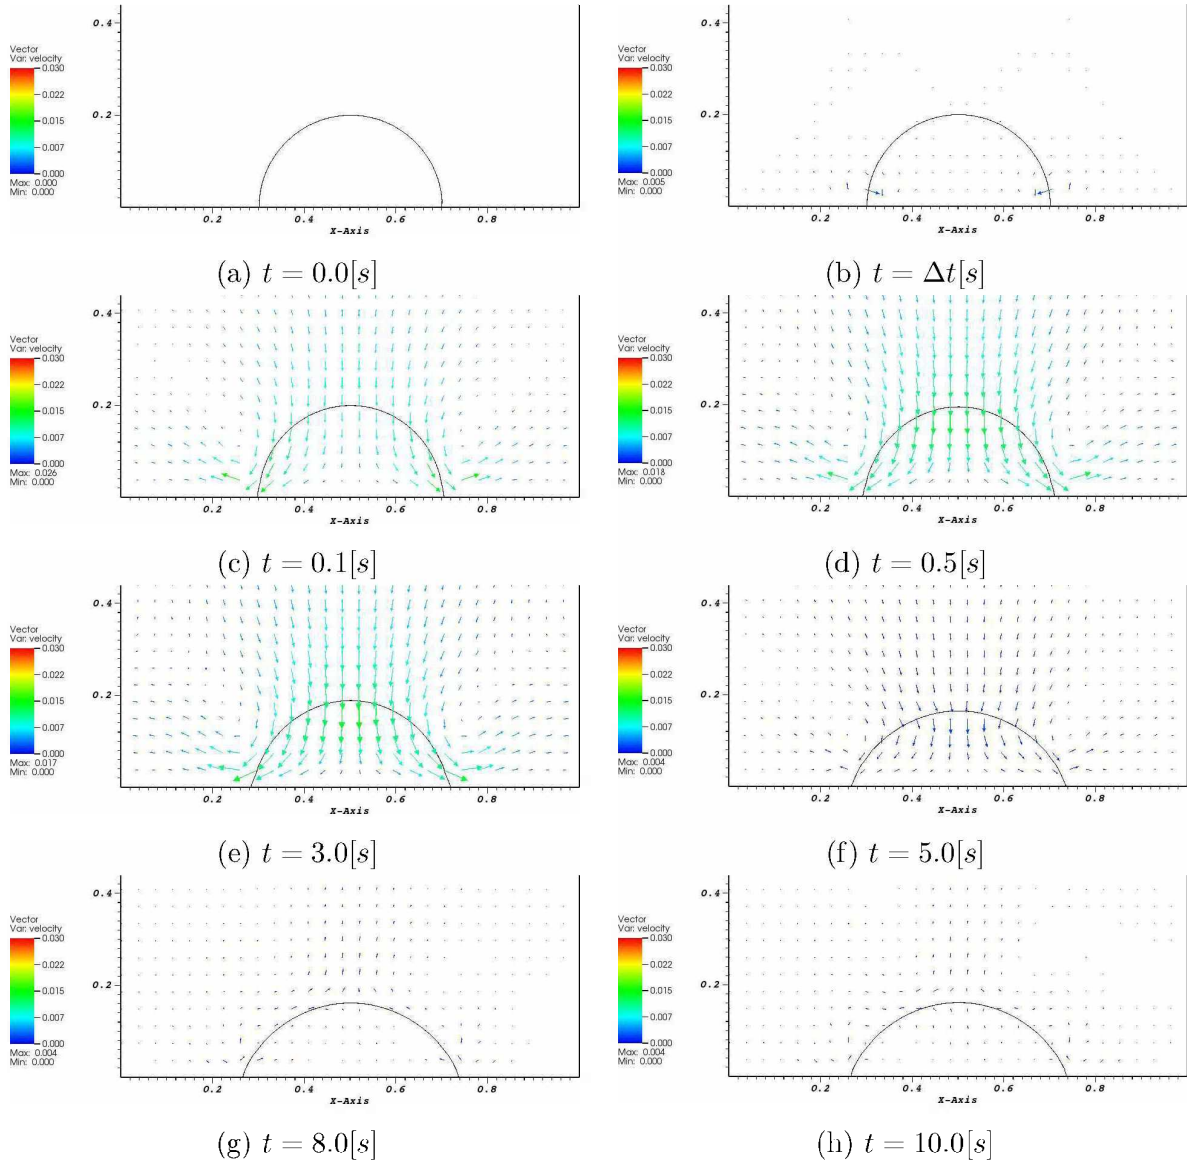 0.4
Vector
Var: velocity
0.030
0.022
0.015
0.007
0.000
Max: 0.000
Min: 0.000
0.2
0.2 0.4 0.6 0.8
X-Axis
(a) t = 0.0[s]
0.4
Vector
Var: velocity
0.030
0.022
0.015
0.007
0.000
Max: 0.005
Min: 0.000
0.2
0.2 0.4 0.6 0.8
X-Axis
(b) t = Δt[s]
0.4
Vector
Var: velocity
0.030
0.022
0.015
0.007
0.000
Max: 0.026
Min: 0.000
0.2
0.2 0.4 0.6 0.8
X-Axis
(c) t = 0.1[s]
0.4
Vector
Var: velocity
0.030
0.022
0.015
0.007
0.000
Max: 0.018
Min: 0.000
0.2
0.2 0.4 0.6 0.8
X-Axis
(d) t = 0.5[s]
0.4
Vector
Var: velocity
0.030
0.022
0.015
0.007
0.000
Max: 0.017
Min: 0.000
0.2
0.2 0.4 0.6 0.8
X-Axis
(e) t = 3.0[s]
0.4
Vector
Var: velocity
0.030
0.022
0.015
0.007
0.000
Max: 0.004
Min: 0.000
0.2
0.2 0.4 0.6 0.8
X-Axis
(f) t = 5.0[s]
0.4
Vector
Var: velocity
0.030
0.022
0.015
0.007
0.000
Max: 0.004
Min: 0.000
0.2
0.2 0.4 0.6 0.8
X-Axis
(g) t = 8.0[s]
0.4
Vector
Var: velocity
0.030
0.022
0.015
0.007
0.000
Max: 0.004
Min: 0.000
0.2
0.2 0.4 0.6 0.8
X-Axis
(h) t = 10.0[s]